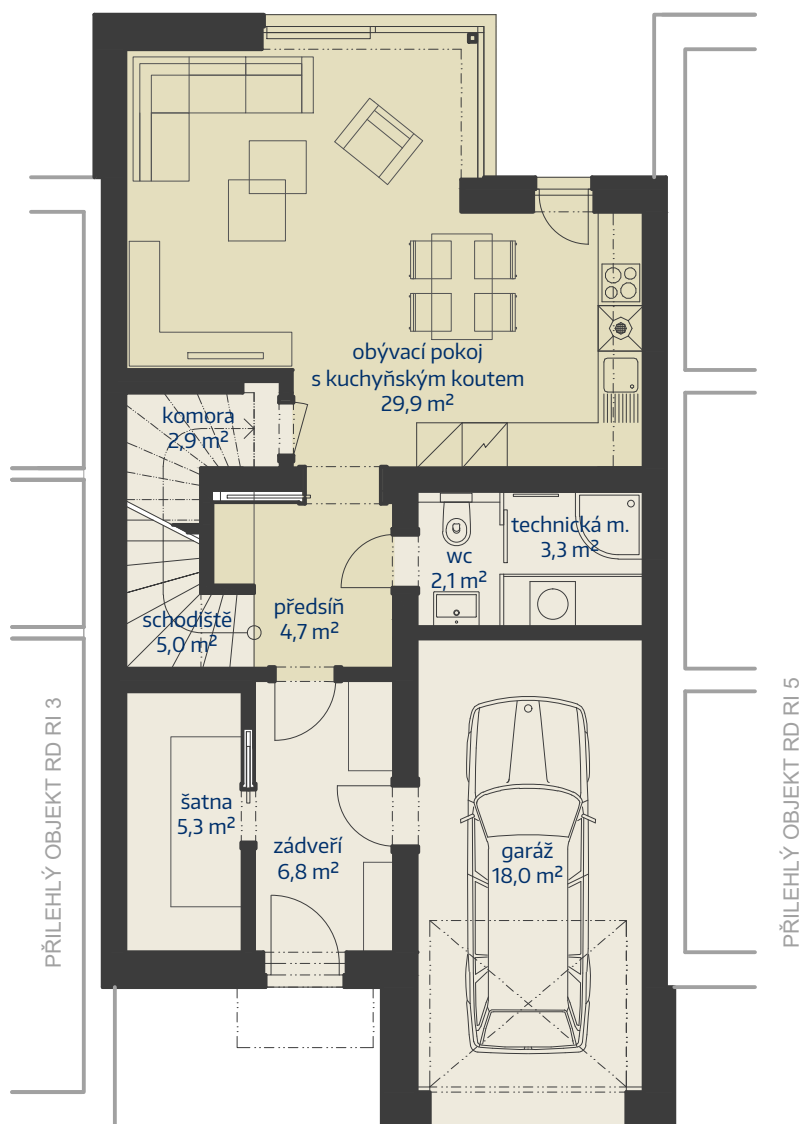 obývací pokoj
s kuchyňským koutem
29,9 m²
komora
2,9 m²
technická m.
3,3 m²
wc
2,1 m²
předsíň
4,7 m²
schodiště
5,0 m²
šatna
5,3 m²
zádveří
6,8 m²
garáž
18,0 m²
PŘILEHLÝ OBJEKT RD RI 3
PŘILEHLÝ OBJEKT RD RI 5